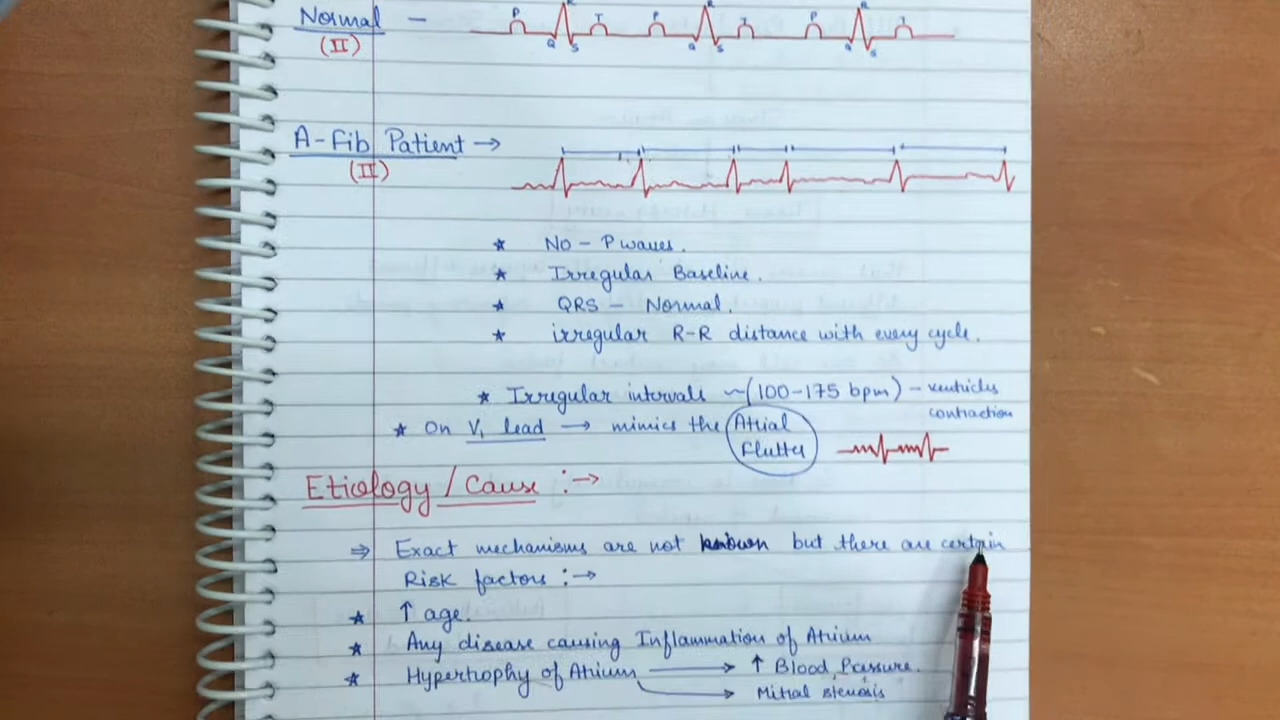 Normal –
(II)
P Q R S T P R Q S T P R Q S T
A-Fib Patient →
(II)
★ No - P waves.
★ Irregular Baseline.
★ QRS – Normal.
★ irregular R-R distance with every cycle.
★ Irregular intervals ~(100-175 bpm) – ventricles
contraction
★ On V₁ lead → mimics the Atrial
Flutter
Etiology / Cause :→
⇒ Exact mechanisms are not known but there are certain
Risk factors :→
★ ↑ age.
★ Any disease causing Inflammation of Atrium
★ Hypertrophy of Atrium → ↑ Blood Pressure.
→ Mitral stenosis